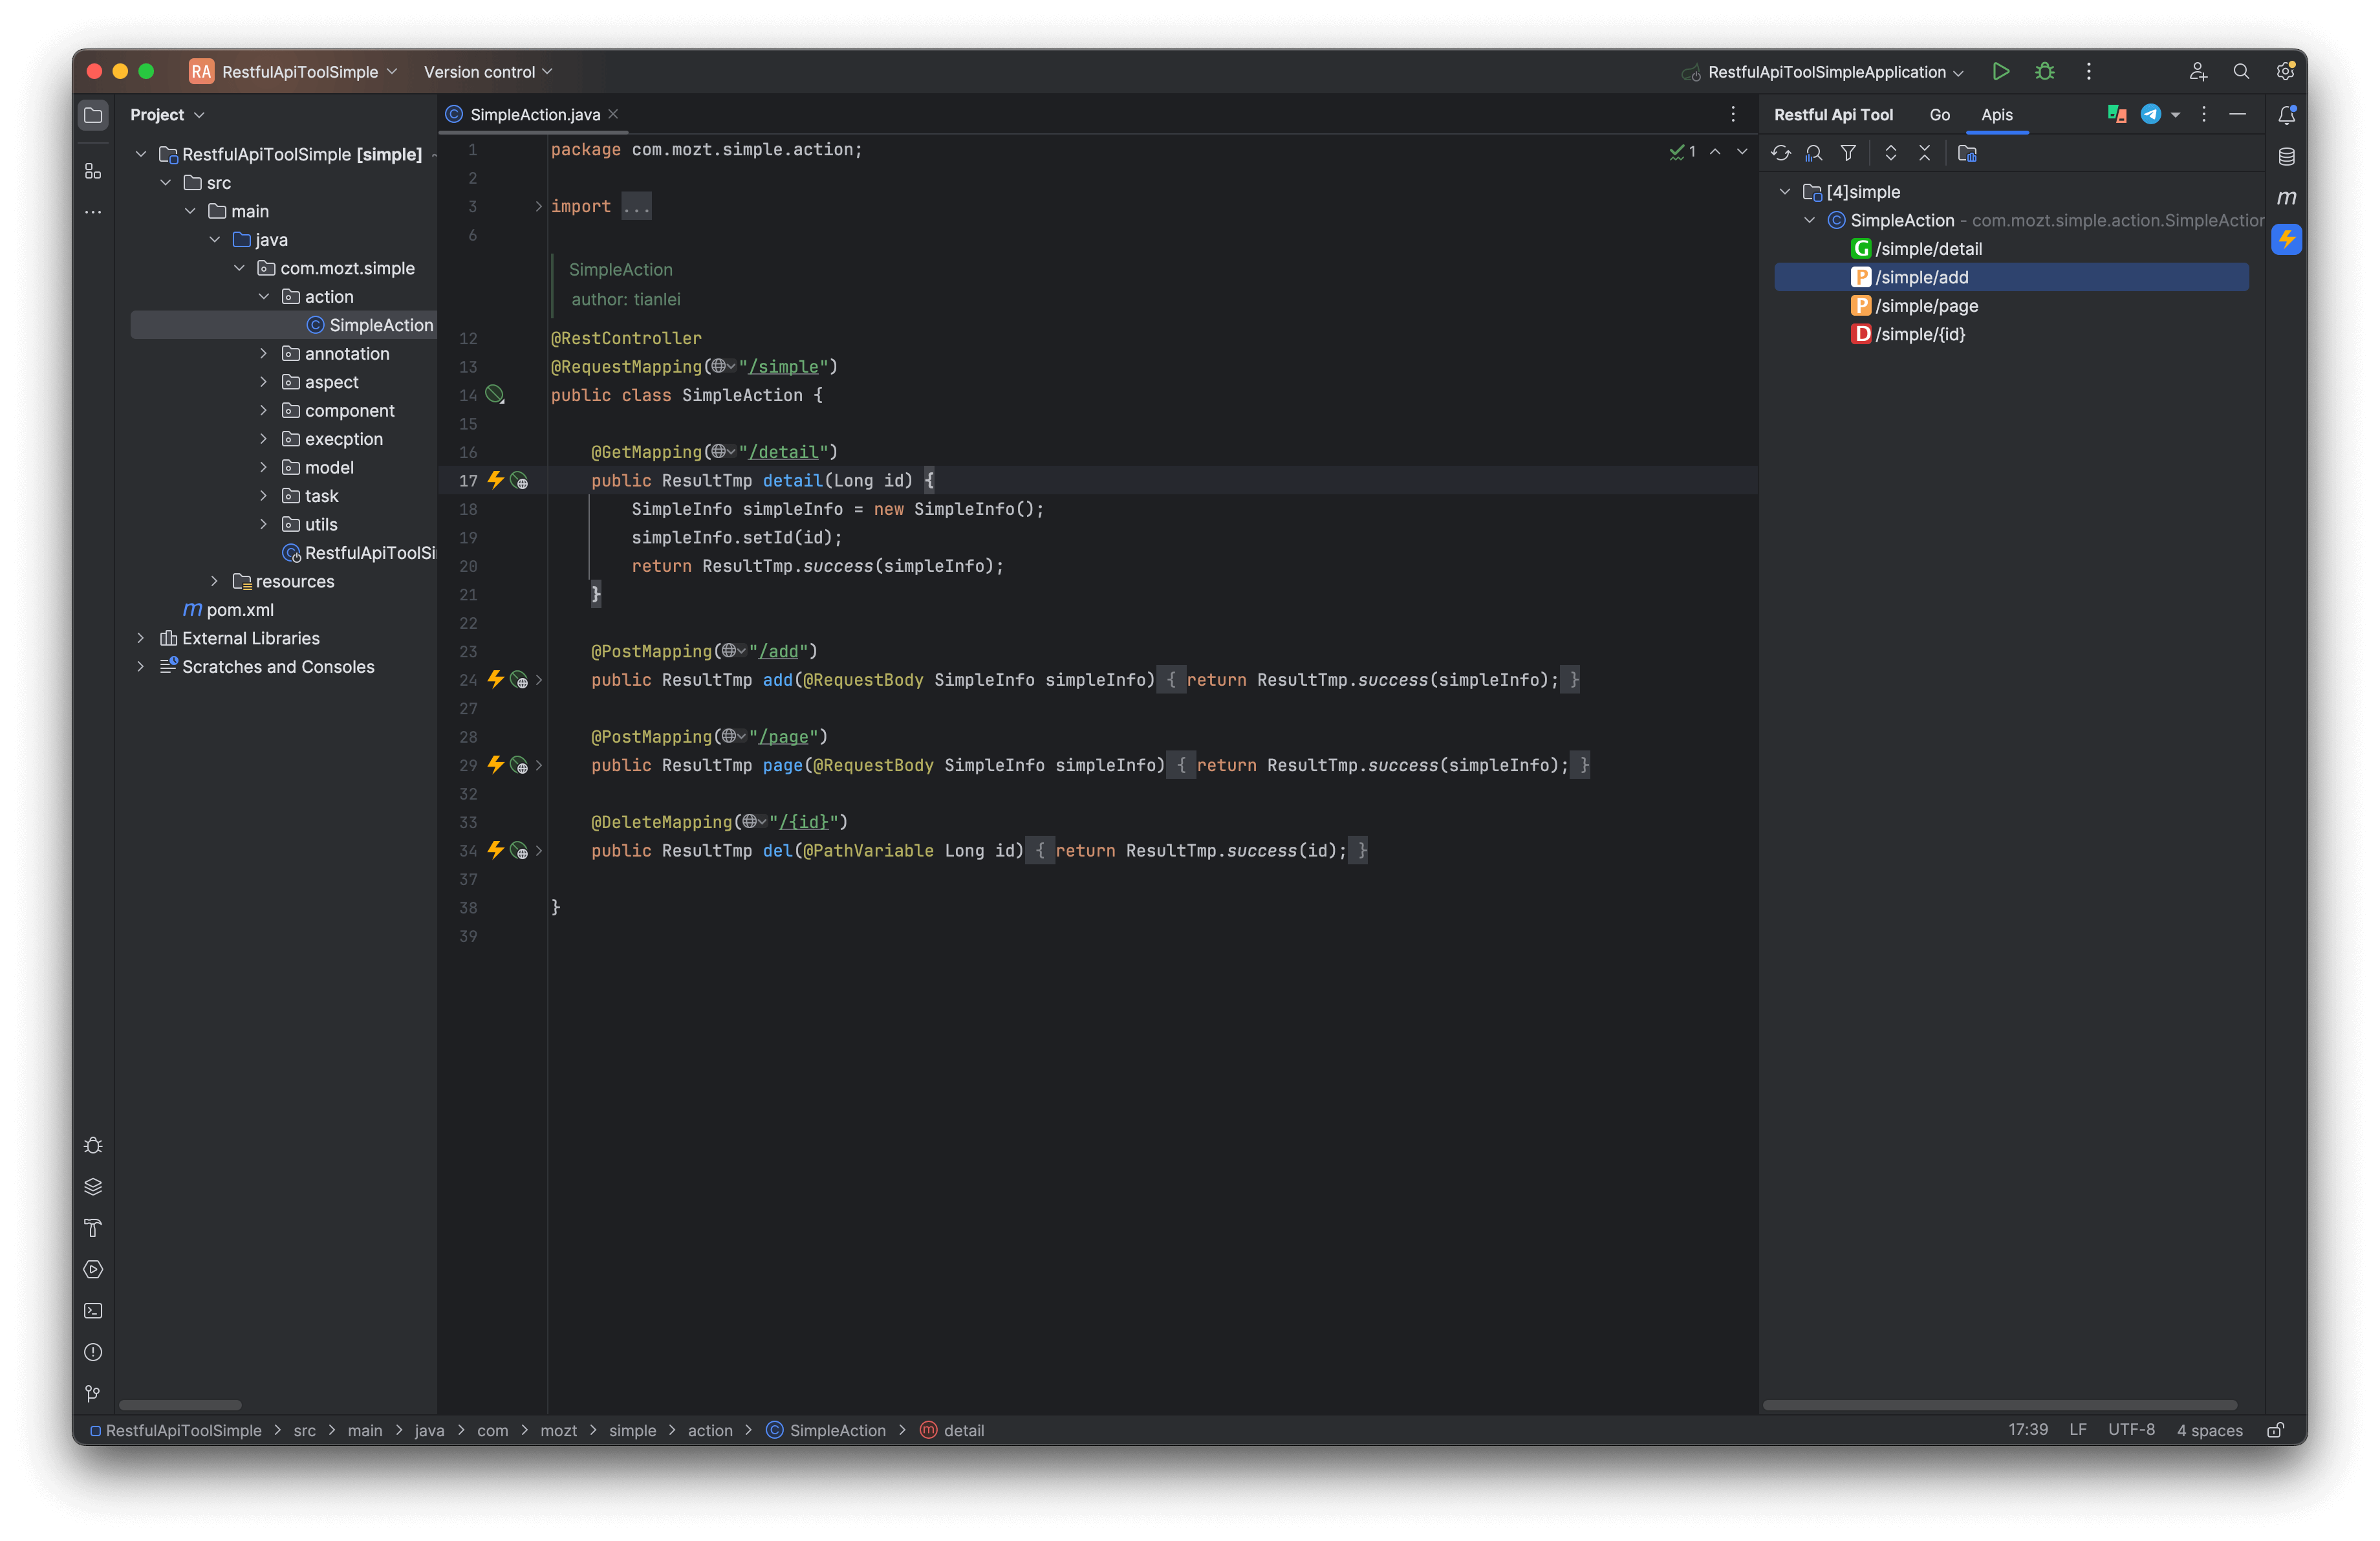 RA RestfulApiToolSimple Version control RestfulApiToolSimpleApplication
Project
RestfulApiToolSimple [simple]
src
main
java
com.mozt.simple
action
SimpleAction
annotation
aspect
component
execption
model
task
utils
RestfulApiToolSi
resources
m pom.xml
External Libraries
Scratches and Consoles
SimpleAction.java
1 package com.mozt.simple.action;
2
3 import ...
6
SimpleAction
author: tianlei
12 @RestController
13 @RequestMapping("/simple")
14 public class SimpleAction {
15
16 @GetMapping("/detail")
17 public ResultTmp detail(Long id) {
18 SimpleInfo simpleInfo = new SimpleInfo();
19 simpleInfo.setId(id);
20 return ResultTmp.success(simpleInfo);
21 }
22
23 @PostMapping("/add")
24 public ResultTmp add(@RequestBody SimpleInfo simpleInfo) { return ResultTmp.success(simpleInfo); }
27
28 @PostMapping("/page")
29 public ResultTmp page(@RequestBody SimpleInfo simpleInfo) { return ResultTmp.success(simpleInfo); }
32
33 @DeleteMapping("/{id}")
34 public ResultTmp del(@PathVariable Long id) { return ResultTmp.success(id); }
37
38 }
39
1
Restful Api Tool Go Apis
[4]simple
C SimpleAction - com.mozt.simple.action.SimpleAction
G /simple/detail
P /simple/add
P /simple/page
D /simple/{id}
m
RestfulApiToolSimple > src > main > java > com > mozt > simple > action > C SimpleAction > m detail
17:39 LF UTF-8 4 spaces